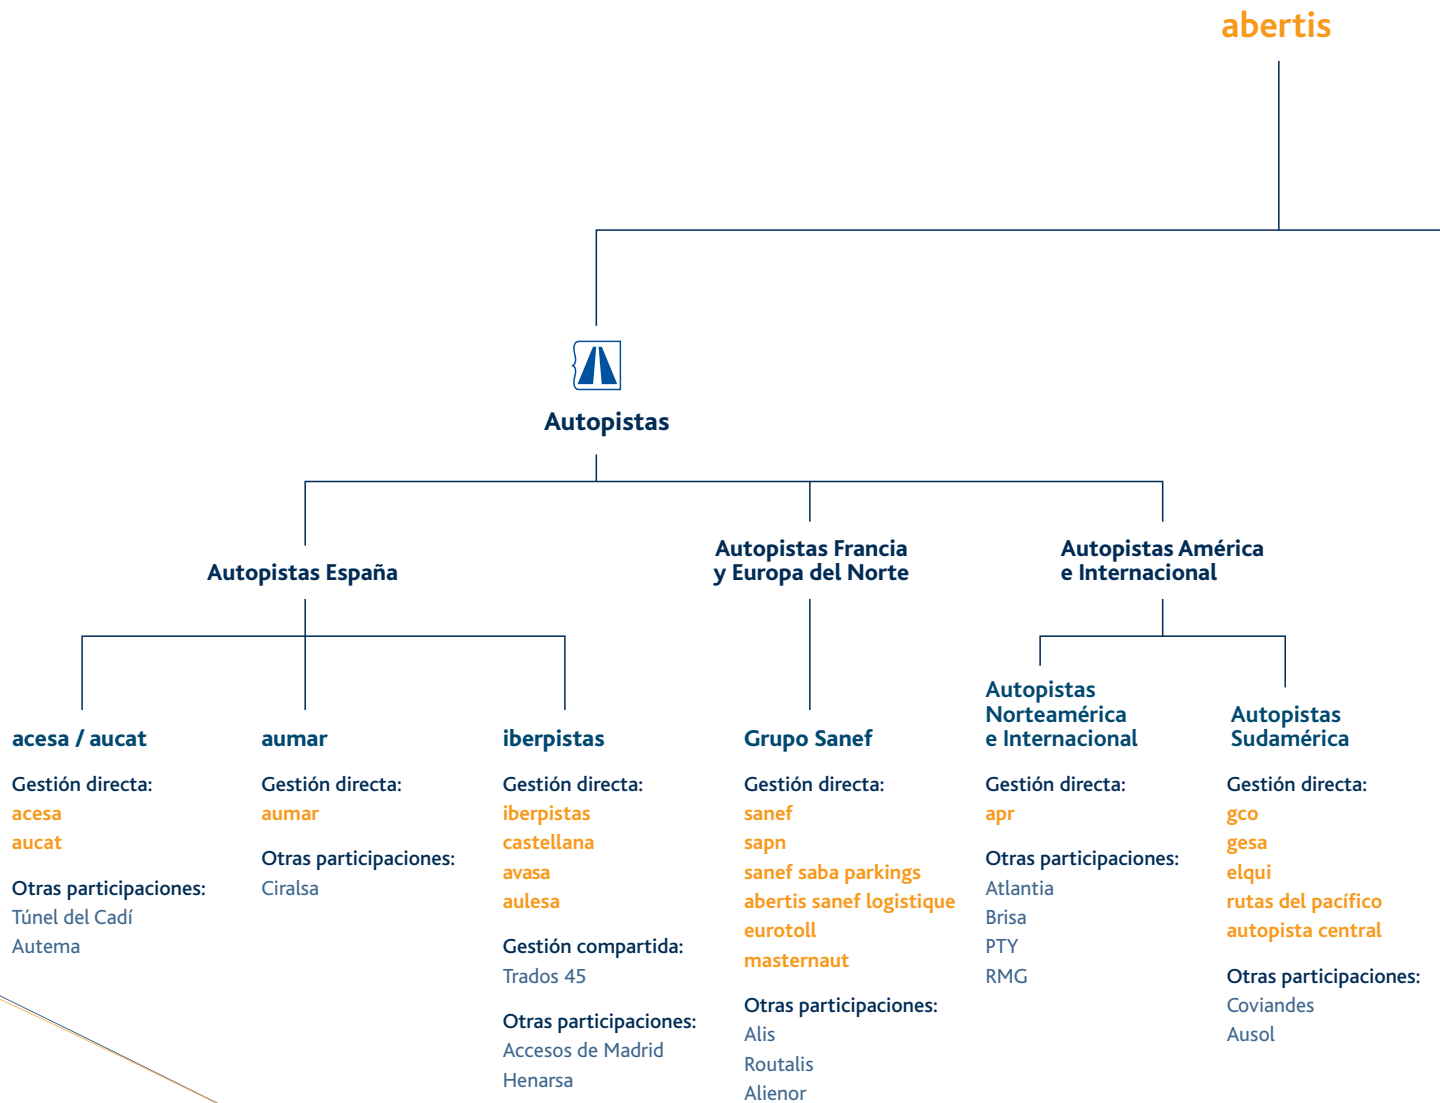 abertis
Autopistas
Autopistas España
Autopistas Francia
y Europa del Norte
Autopistas América
e Internacional
acesa / aucat
Gestión directa:
acesa
aucat
Otras participaciones:
Túnel del Cadí
Autema
aumar
Gestión directa:
aumar
Otras participaciones:
Ciralsa
iberpistas
Gestión directa:
iberpistas
castellana
avasa
aulesa
Gestión compartida:
Trados 45
Otras participaciones:
Accesos de Madrid
Henarsa
Grupo Sanef
Gestión directa:
sanef
sapn
sanef saba parkings
abertis sanef logistique
eurotoll
masternaut
Otras participaciones:
Alis
Routalis
Alienor
Autopistas
Norteamérica
e Internacional
Gestión directa:
apr
Otras participaciones:
Atlantia
Brisa
PTY
RMG
Autopistas
Sudamérica
Gestión directa:
gco
gesa
elqui
rutas del pacífico
autopista central
Otras participaciones:
Coviandes
Ausol